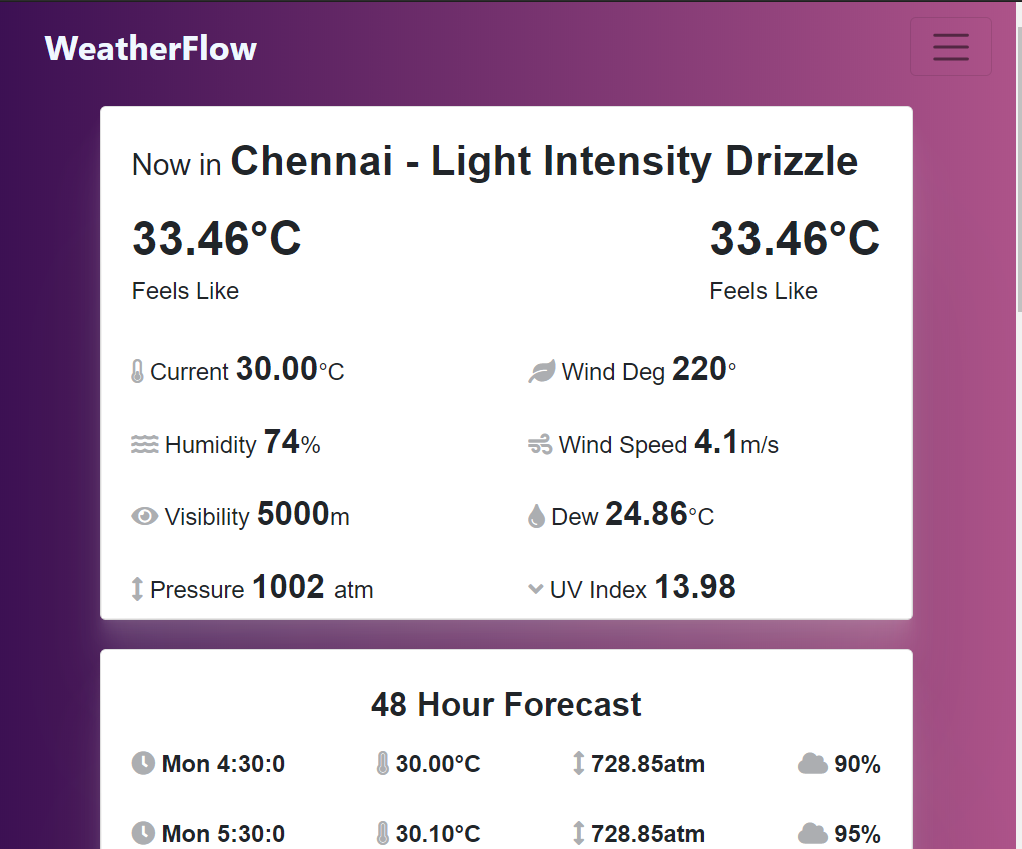 WeatherFlow
Now in Chennai - Light Intensity Drizzle
33.46°C 33.46°C
Feels Like Feels Like
Current 30.00°C Wind Deg 220°
Humidity 74% Wind Speed 4.1m/s
Visibility 5000m Dew 24.86°C
Pressure 1002 atm UV Index 13.98
48 Hour Forecast
Mon 4:30:0 30.00°C 728.85atm 90%
Mon 5:30:0 30.10°C 728.85atm 95%